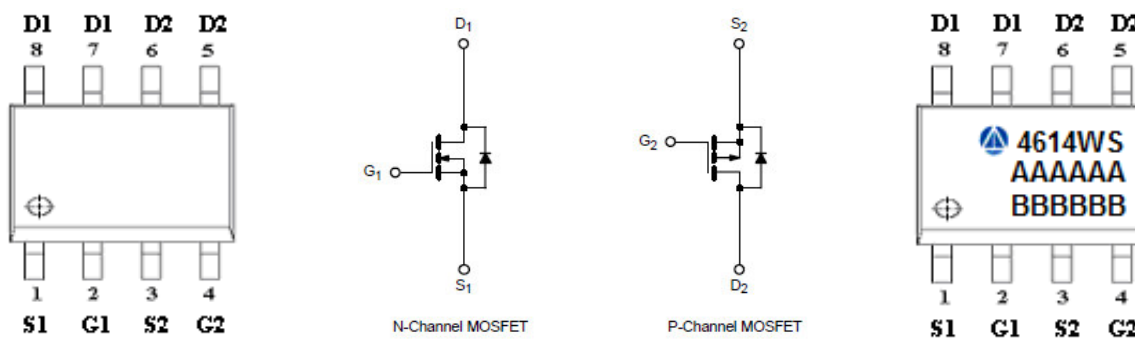 D1 D1 D2 D2
8 7 6 5
1 2 3 4
S1 G1 S2 G2
D1
G1
S1
N-Channel MOSFET
S2
G2
D2
P-Channel MOSFET
D1 D1 D2 D2
8 7 6 5
4614WS
AAAAAA
BBBBBB
1 2 3 4
S1 G1 S2 G2